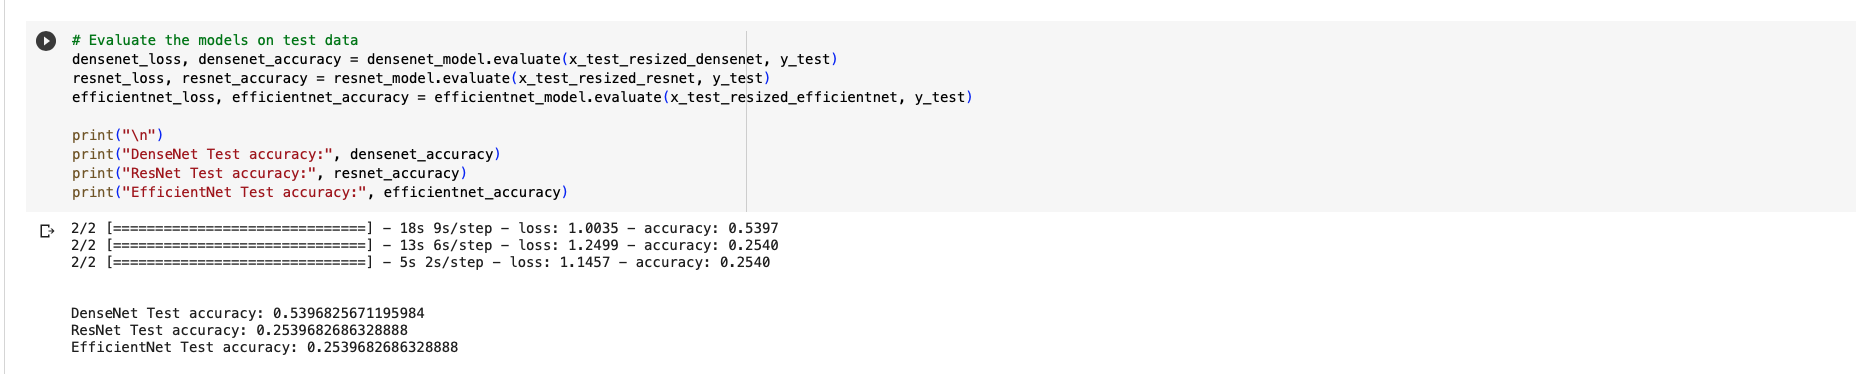 # Evaluate the models on test data
densenet_loss, densenet_accuracy = densenet_model.evaluate(x_test_resized_densenet, y_test)
resnet_loss, resnet_accuracy = resnet_model.evaluate(x_test_resized_resnet, y_test)
efficientnet_loss, efficientnet_accuracy = efficientnet_model.evaluate(x_test_resized_efficientnet, y_test)
print("\n")
print("DenseNet Test accuracy:", densenet_accuracy)
print("ResNet Test accuracy:", resnet_accuracy)
print("EfficientNet Test accuracy:", efficientnet_accuracy)
2/2 [==============================] - 18s 9s/step - loss: 1.0035 - accuracy: 0.5397
2/2 [==============================] - 13s 6s/step - loss: 1.2499 - accuracy: 0.2540
2/2 [==============================] - 5s 2s/step - loss: 1.1457 - accuracy: 0.2540
DenseNet Test accuracy: 0.5396825671195984
ResNet Test accuracy: 0.2539682686328888
EfficientNet Test accuracy: 0.2539682686328888